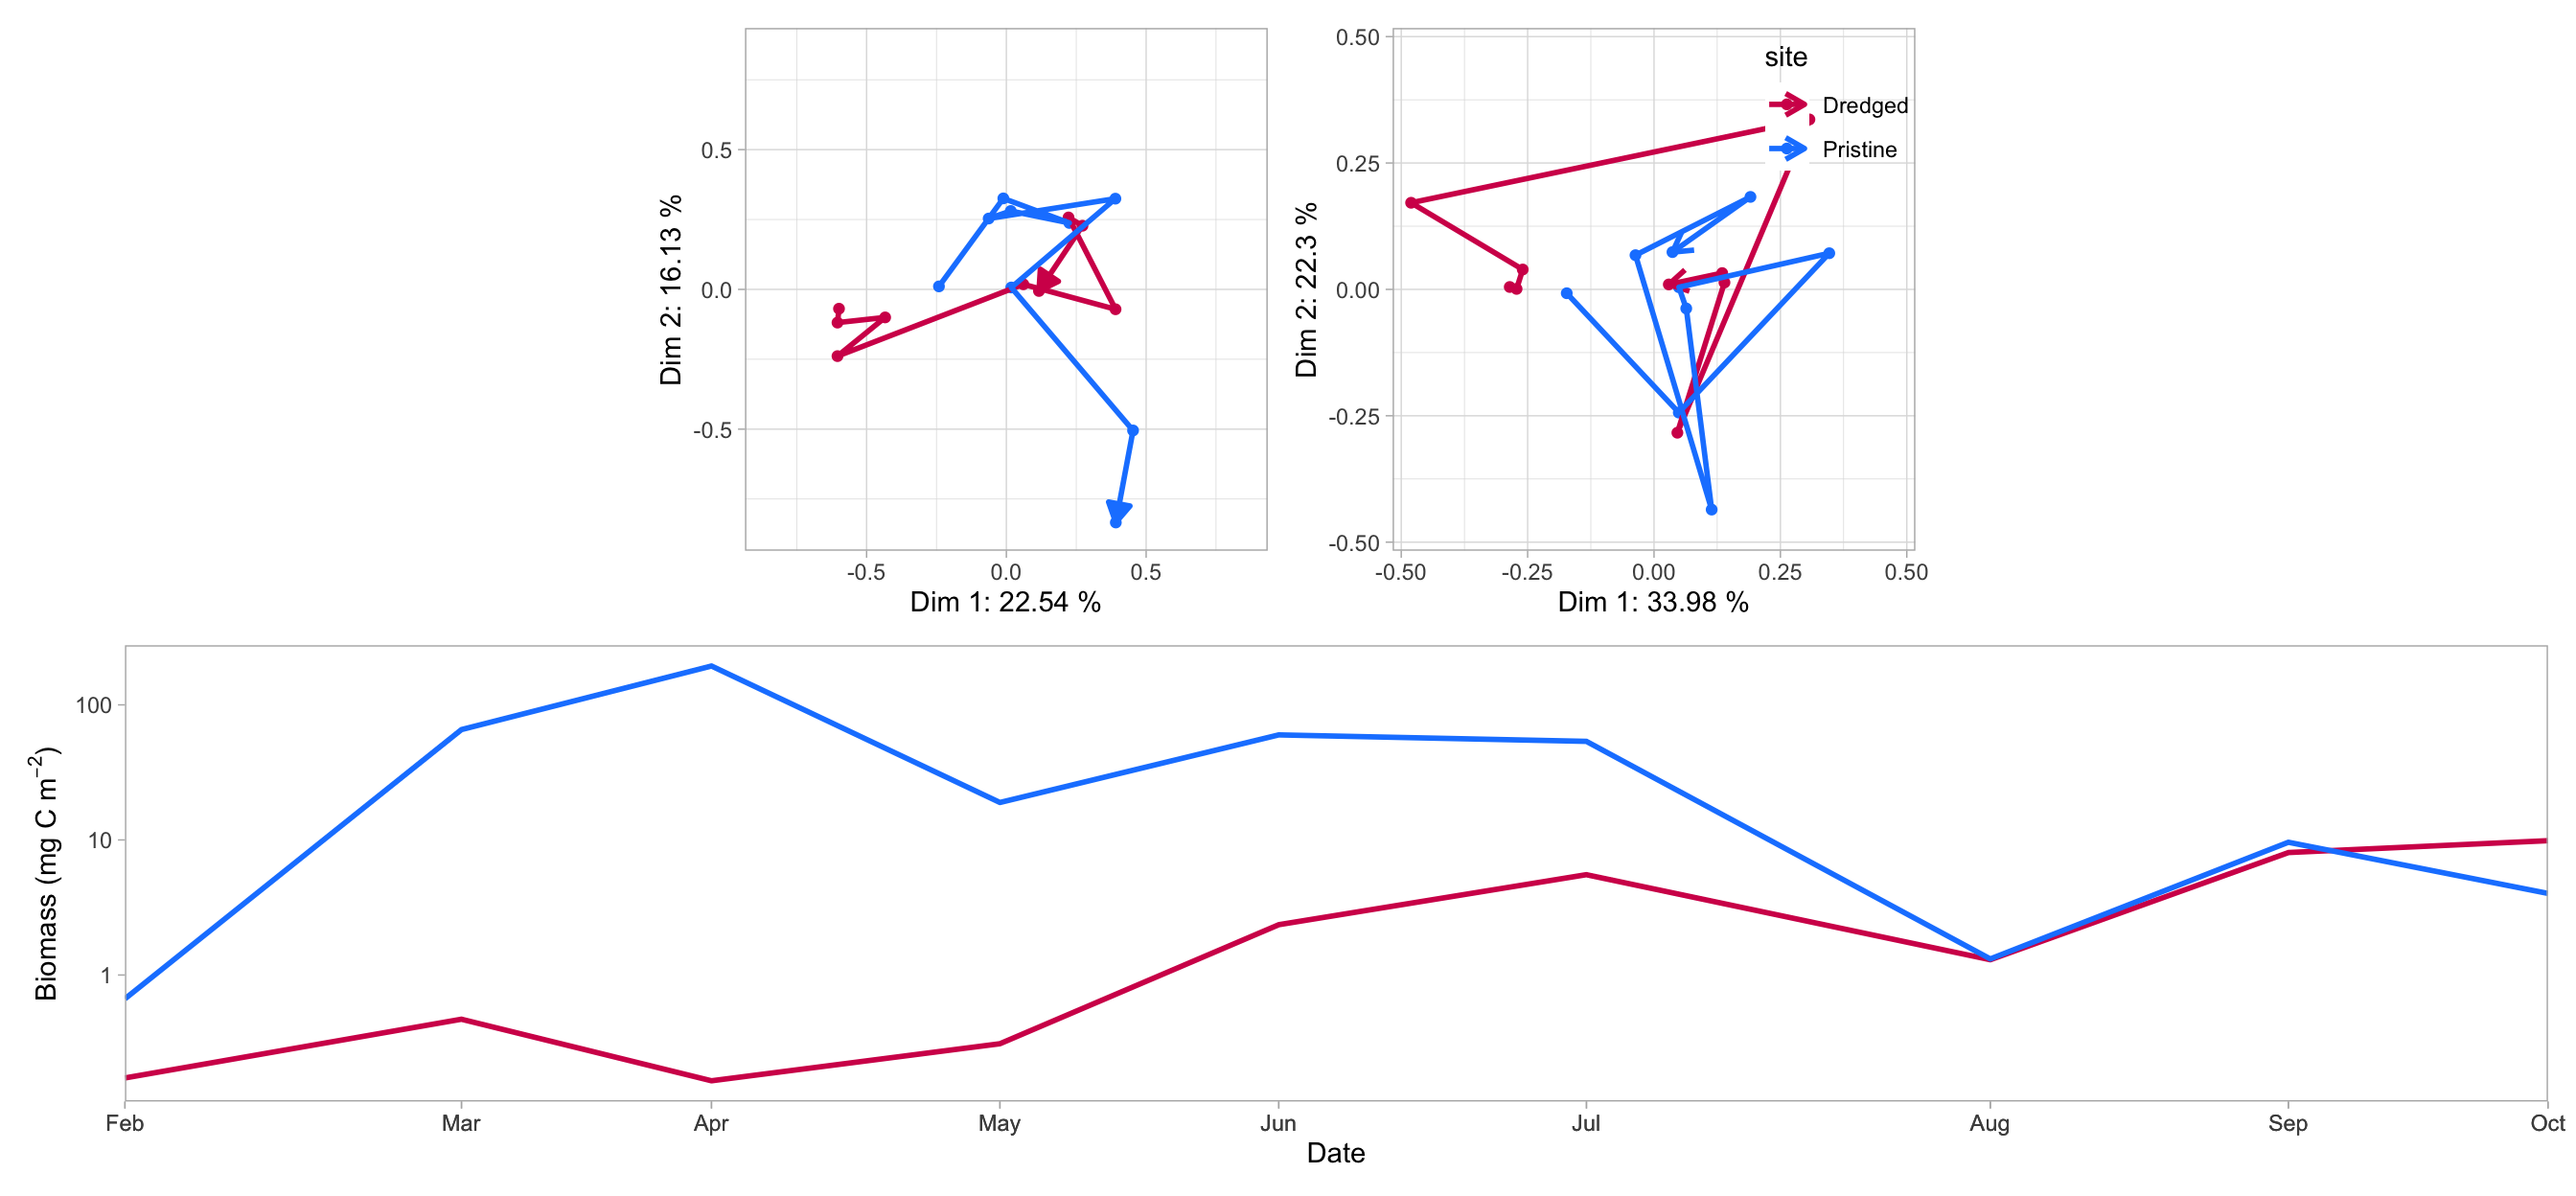 0.5
0.0
-0.5
Dim 2: 16.13 %
-0.5 0.0 0.5
Dim 1: 22.54 %
0.50
0.25
0.00
-0.25
-0.50
Dim 2: 22.3 %
site
Dredged
Pristine
-0.50 -0.25 0.00 0.25 0.50
Dim 1: 33.98 %
100
10
1
Biomass (mg C m⁻²)
Feb Mar Apr May Jun Jul Aug Sep Oct
Date